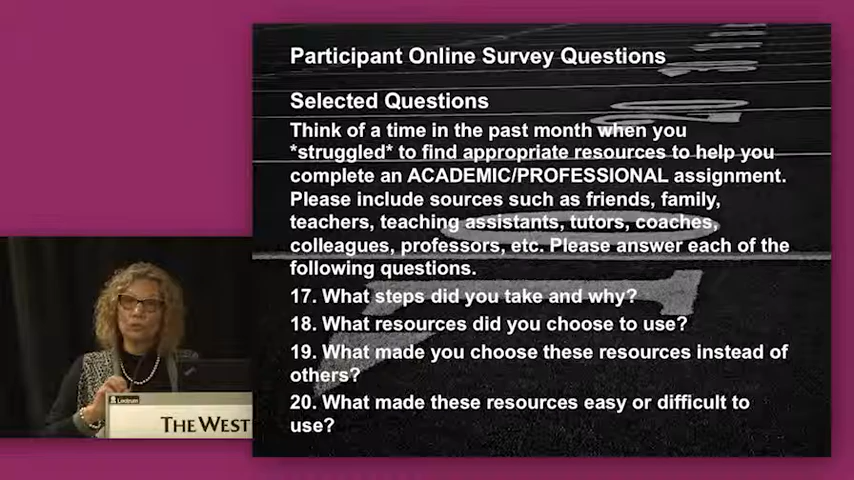 Participant Online Survey Questions
Selected Questions
Think of a time in the past month when you
*struggled* to find appropriate resources to help you
complete an ACADEMIC/PROFESSIONAL assignment.
Please include sources such as friends, family,
teachers, teaching assistants, tutors, coaches,
colleagues, professors, etc. Please answer each of the
following questions.
17. What steps did you take and why?
18. What resources did you choose to use?
19. What made you choose these resources instead of
others?
20. What made these resources easy or difficult to
use?
Lectrum
THE WEST